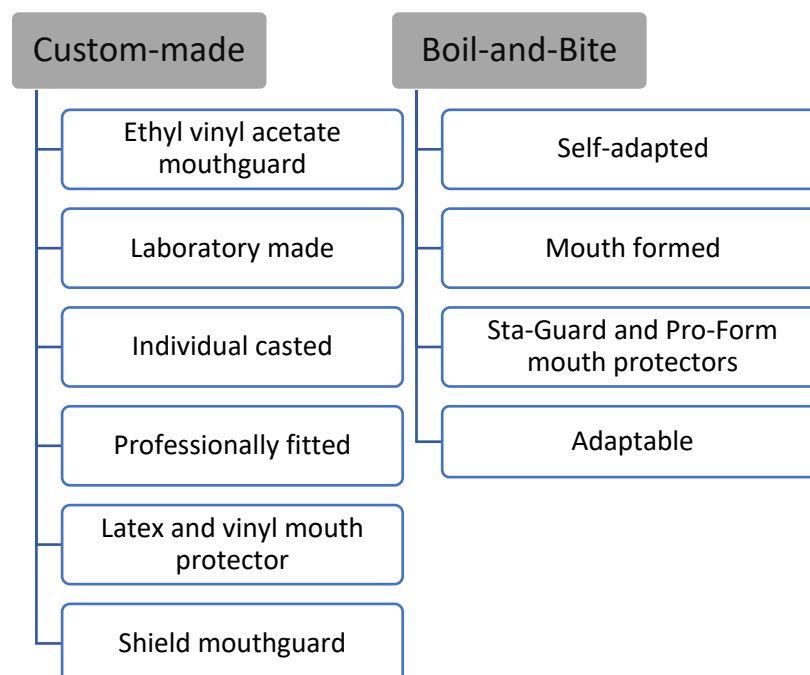 Custom-made
Ethyl vinyl acetate
mouthguard
Laboratory made
Individual casted
Professionally fitted
Latex and vinyl mouth
protector
Shield mouthguard
Boil-and-Bite
Self-adapted
Mouth formed
Sta-Guard and Pro-Form
mouth protectors
Adaptable